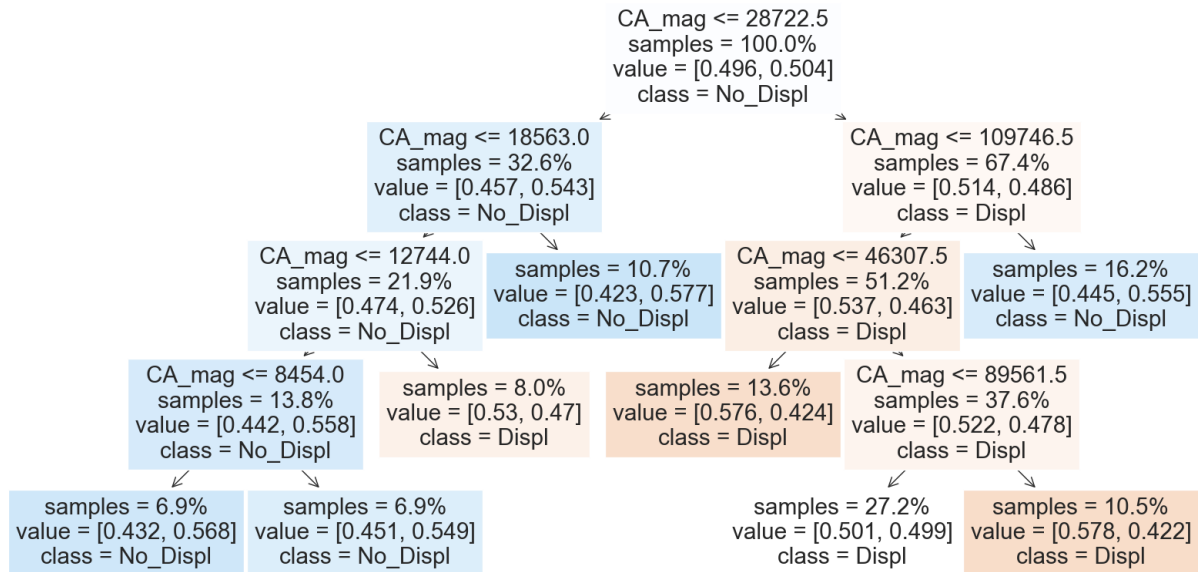 CA_mag <= 28722.5
samples = 100.0%
value = [0.496, 0.504]
class = No_Displ
CA_mag <= 18563.0
samples = 32.6%
value = [0.457, 0.543]
class = No_Displ
CA_mag <= 109746.5
samples = 67.4%
value = [0.514, 0.486]
class = Displ
CA_mag <= 12744.0
samples = 21.9%
value = [0.474, 0.526]
class = No_Displ
samples = 10.7%
value = [0.423, 0.577]
class = No_Displ
CA_mag <= 46307.5
samples = 51.2%
value = [0.537, 0.463]
class = Displ
samples = 16.2%
value = [0.445, 0.555]
class = No_Displ
CA_mag <= 8454.0
samples = 13.8%
value = [0.442, 0.558]
class = No_Displ
samples = 8.0%
value = [0.53, 0.47]
class = Displ
samples = 13.6%
value = [0.576, 0.424]
class = Displ
CA_mag <= 89561.5
samples = 37.6%
value = [0.522, 0.478]
class = Displ
samples = 6.9%
value = [0.432, 0.568]
class = No_Displ
samples = 6.9%
value = [0.451, 0.549]
class = No_Displ
samples = 27.2%
value = [0.501, 0.499]
class = Displ
samples = 10.5%
value = [0.578, 0.422]
class = Displ